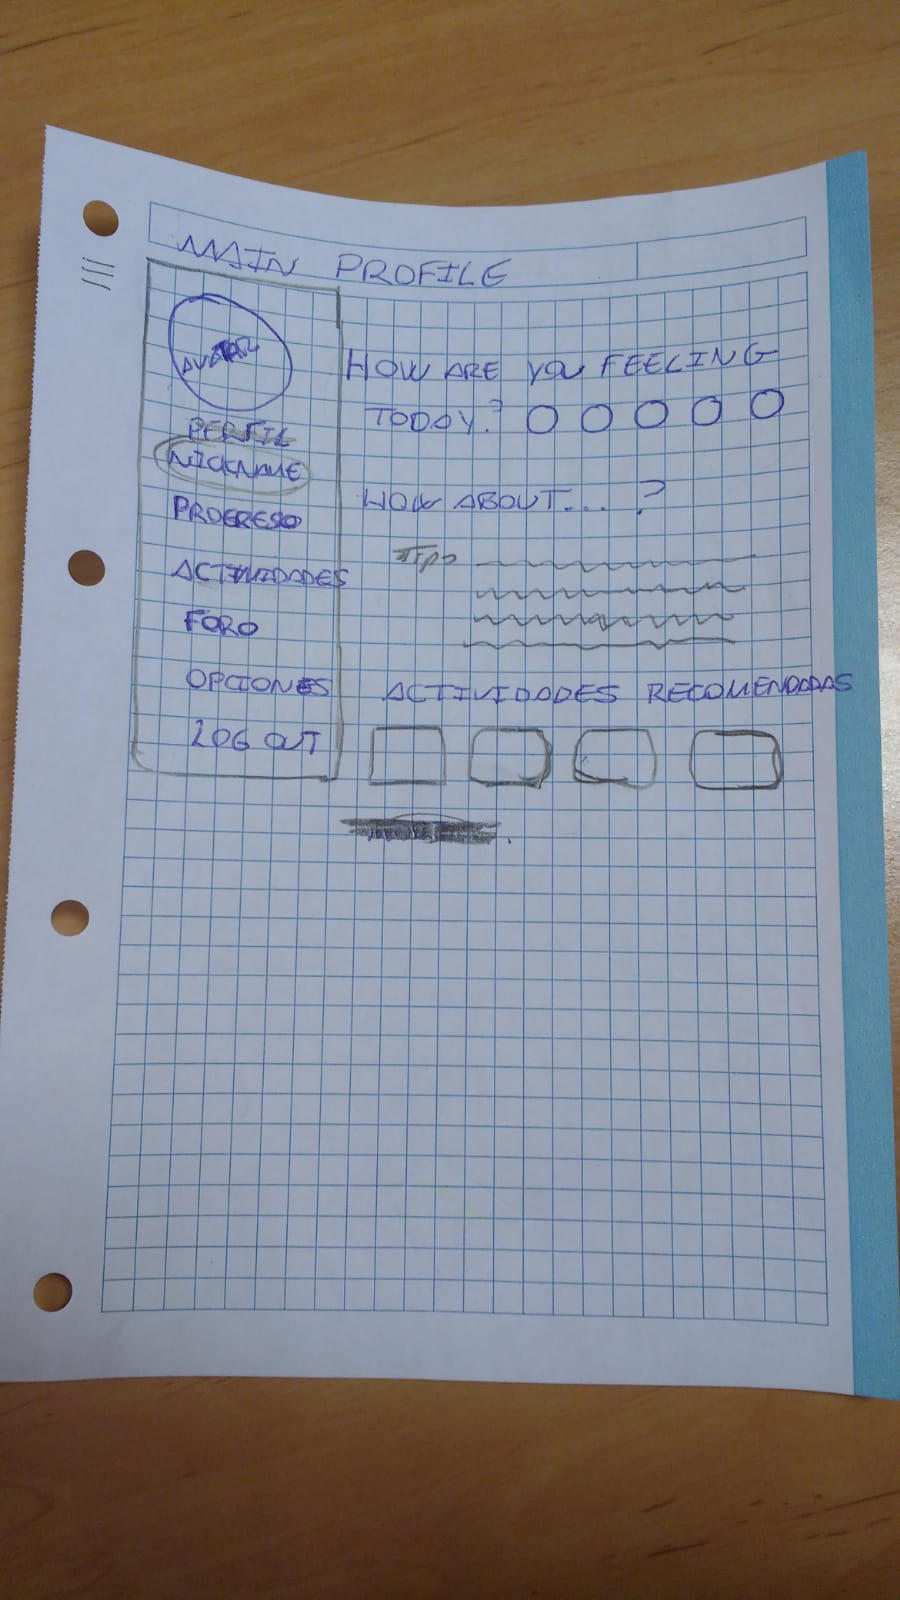 MAIN PROFILE
AVATAR
PERFIL
NICKNAME
PROGRESO
ACTIVIDADES
FORO
OPCIONES
LOG OUT
HOW ARE YOU FEELING
TODAY?
HOW ABOUT.... ?
ACTIVIDADES RECOMENDADAS